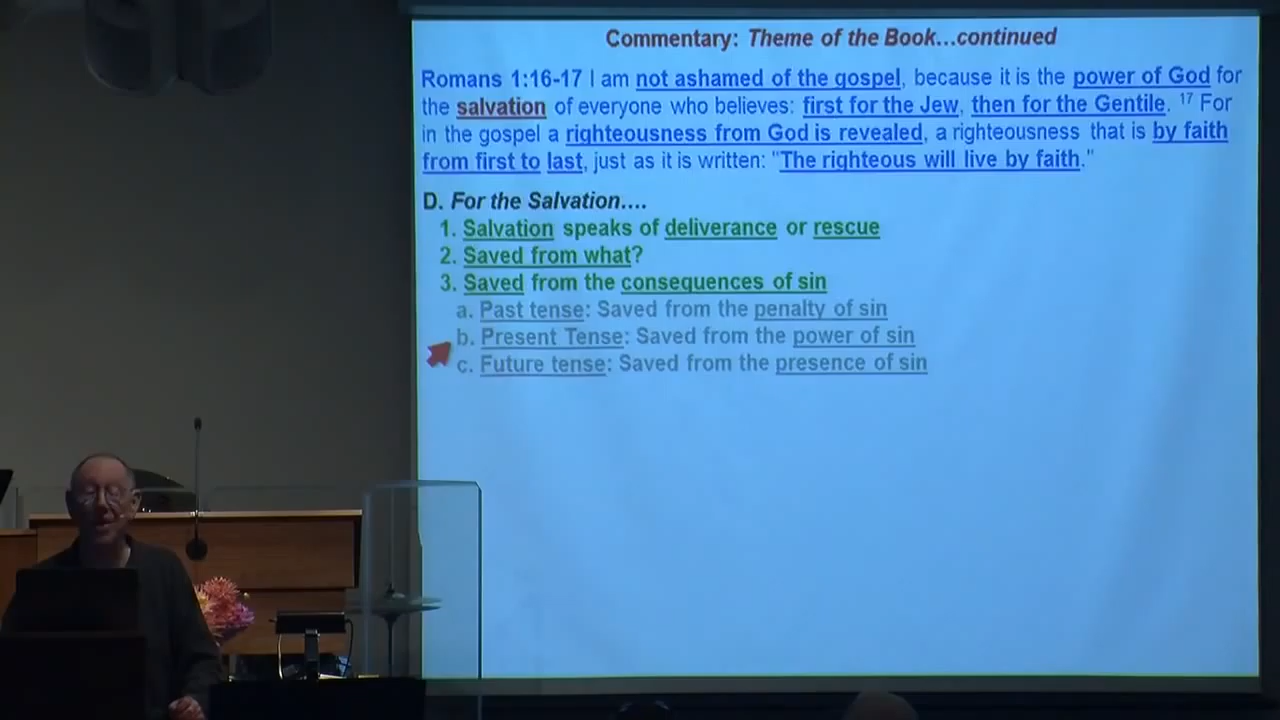 Commentary: Theme of the Book...continued
Romans 1:16-17 I am not ashamed of the gospel, because it is the power of God for
the salvation of everyone who believes: first for the Jew, then for the Gentile. 17 For
in the gospel a righteousness from God is revealed, a righteousness that is by faith
from first to last, just as it is written: "The righteous will live by faith."
D. For the Salvation....
1. Salvation speaks of deliverance or rescue
2. Saved from what?
3. Saved from the consequences of sin
a. Past tense: Saved from the penalty of sin
b. Present Tense: Saved from the power of sin
c. Future tense: Saved from the presence of sin